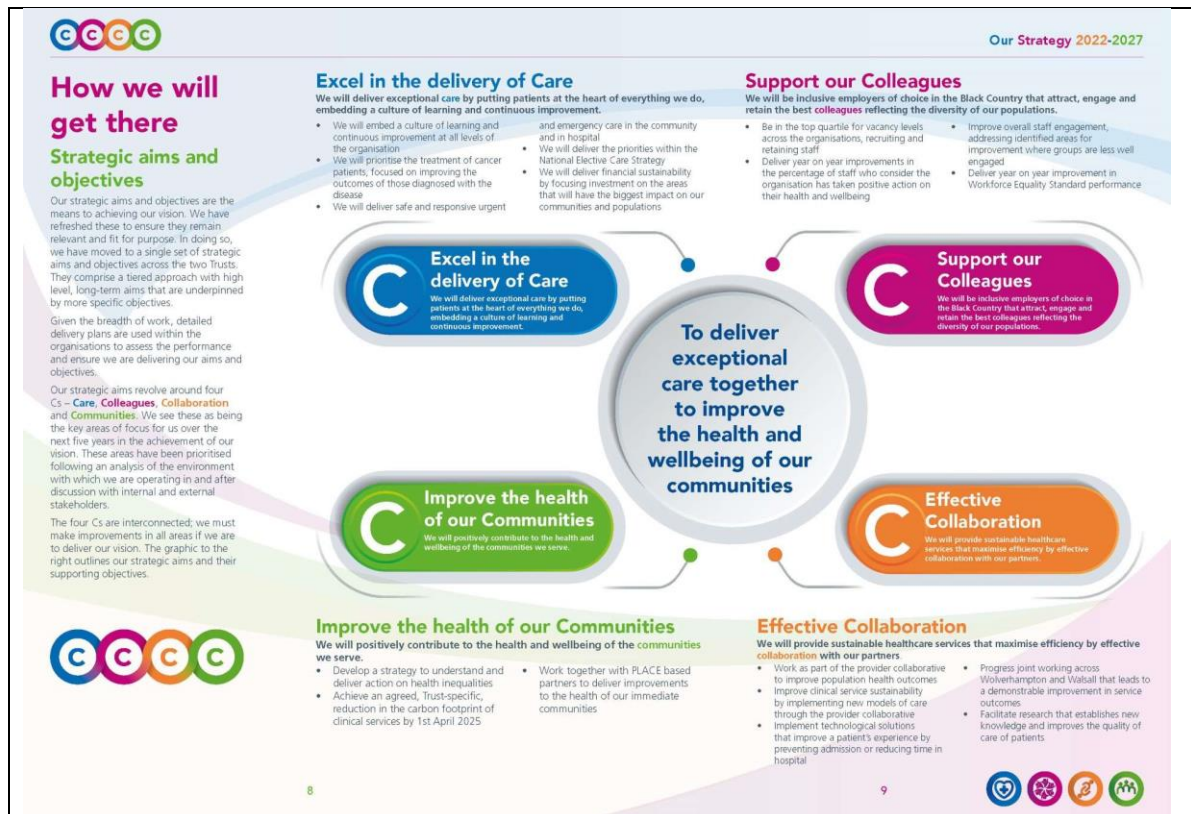 C C C C
Our Strategy 2022-2027
How we will
get there
Strategic aims and
objectives
Our strategic aims and objectives are the
means to achieving our vision. We have
refreshed these to ensure they remain
relevant and fit for purpose. In doing so,
we have moved to a single set of strategic
aims and objectives across the two Trusts.
They comprise a tiered approach with high
level, long-term aims that are underpinned
by more specific objectives.
Given the breadth of work, detailed
delivery plans are used within the
organisations to assess the performance
and ensure we are delivering our aims and
objectives.
Our strategic aims revolve around four
Cs – Care, Colleagues, Collaboration
and Communities. We see these as being
the key areas of focus for us over the
next five years in the achievement of our
vision. These areas have been prioritised
following an analysis of the environment
with which we are operating in and after
discussion with internal and external
stakeholders.
The four Cs are interconnected; we must
make improvements in all areas if we are
to deliver our vision. The graphic to the
right outlines our strategic aims and their
supporting objectives.
C C C C
Excel in the delivery of Care
We will deliver exceptional care by putting patients at the heart of everything we do,
embedding a culture of learning and continuous improvement.
• We will embed a culture of learning and
continuous improvement at all levels of
the organisation
• We will prioritise the treatment of cancer
patients, focused on improving the
outcomes of those diagnosed with the
disease
• We will deliver safe and responsive urgent
and emergency care in the community
and in hospital
• We will deliver the priorities within the
National Elective Care Strategy
• We will deliver financial sustainability
by focusing investment on the areas
that will have the biggest impact on our
communities and populations
Support our Colleagues
We will be inclusive employers of choice in the Black Country that attract, engage and
retain the best colleagues reflecting the diversity of our populations.
• Be in the top quartile for vacancy levels
across the organisations, recruiting and
retaining staff
• Deliver year on year improvements in
the percentage of staff who consider the
organisation has taken positive action on
their health and wellbeing
• Improve overall staff engagement,
addressing identified areas for
improvement where groups are less well
engaged
• Deliver year on year improvement in
Workforce Equality Standard performance
C
Excel in the
delivery of Care
We will deliver exceptional care by putting
patients at the heart of everything we do,
embedding a culture of learning and
continuous improvement.
C
Support our
Colleagues
We will be inclusive employers of choice in
the Black Country that attract, engage and
retain the best colleagues reflecting the
diversity of our populations.
To deliver
exceptional
care together
to improve
the health and
wellbeing of our
communities
C
Improve the health
of our Communities
We will positively contribute to the health and
wellbeing of the communities we serve.
C
Effective
Collaboration
We will provide sustainable healthcare
services that maximise efficiency by effective
collaboration with our partners.
Improve the health of our Communities
We will positively contribute to the health and wellbeing of the communities
we serve.
• Develop a strategy to understand and
deliver action on health inequalities
• Achieve an agreed, Trust-specific,
reduction in the carbon footprint of
clinical services by 1st April 2025
• Work together with PLACE based
partners to deliver improvements
to the health of our immediate
communities
Effective Collaboration
We will provide sustainable healthcare services that maximise efficiency by effective
collaboration with our partners
• Work as part of the provider collaborative
to improve population health outcomes
• Improve clinical service sustainability
by implementing new models of care
through the provider collaborative
• Implement technological solutions
that improve a patient's experience by
preventing admission or reducing time in
hospital
• Progress joint working across
Wolverhampton and Walsall that leads to
a demonstrable improvement in service
outcomes
• Facilitate research that establishes new
knowledge and improves the quality of
care of patients
8
9